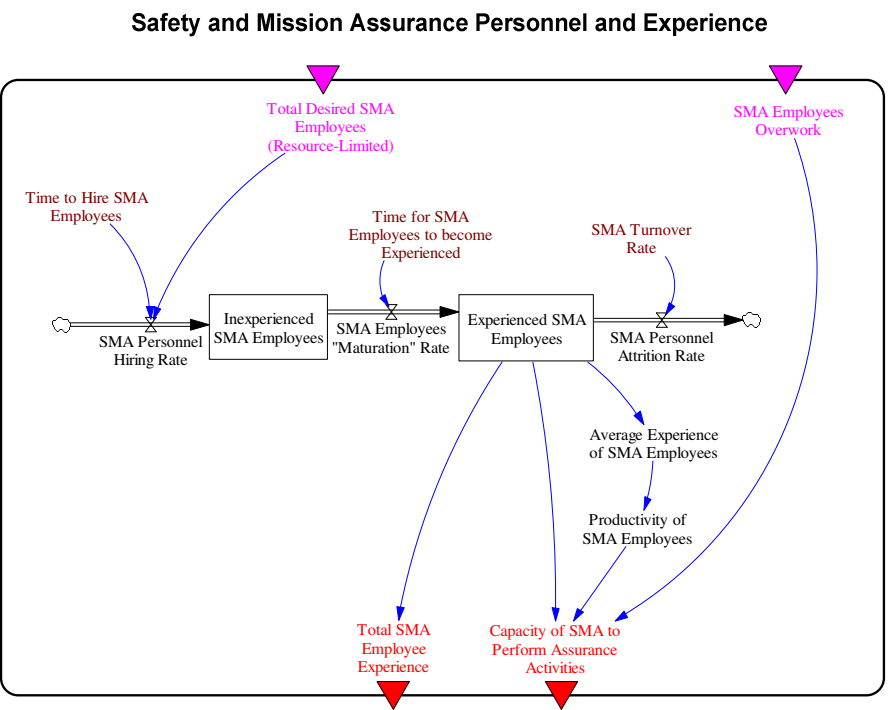 Safety and Mission Assurance Personnel and Experience
Total Desired SMA
Employees
(Resource-Limited)
SMA Employees
Overwork
Time to Hire SMA
Employees
Time for SMA
Employees to become
Experienced
SMA Turnover
Rate
Inexperienced
SMA Employees
Experienced SMA
Employees
SMA Personnel
Hiring Rate
SMA Employees
"Maturation" Rate
SMA Personnel
Attrition Rate
Average Experience
of SMA Employees
Productivity of
SMA Employees
Total SMA
Employee
Experience
Capacity of SMA to
Perform Assurance
Activities